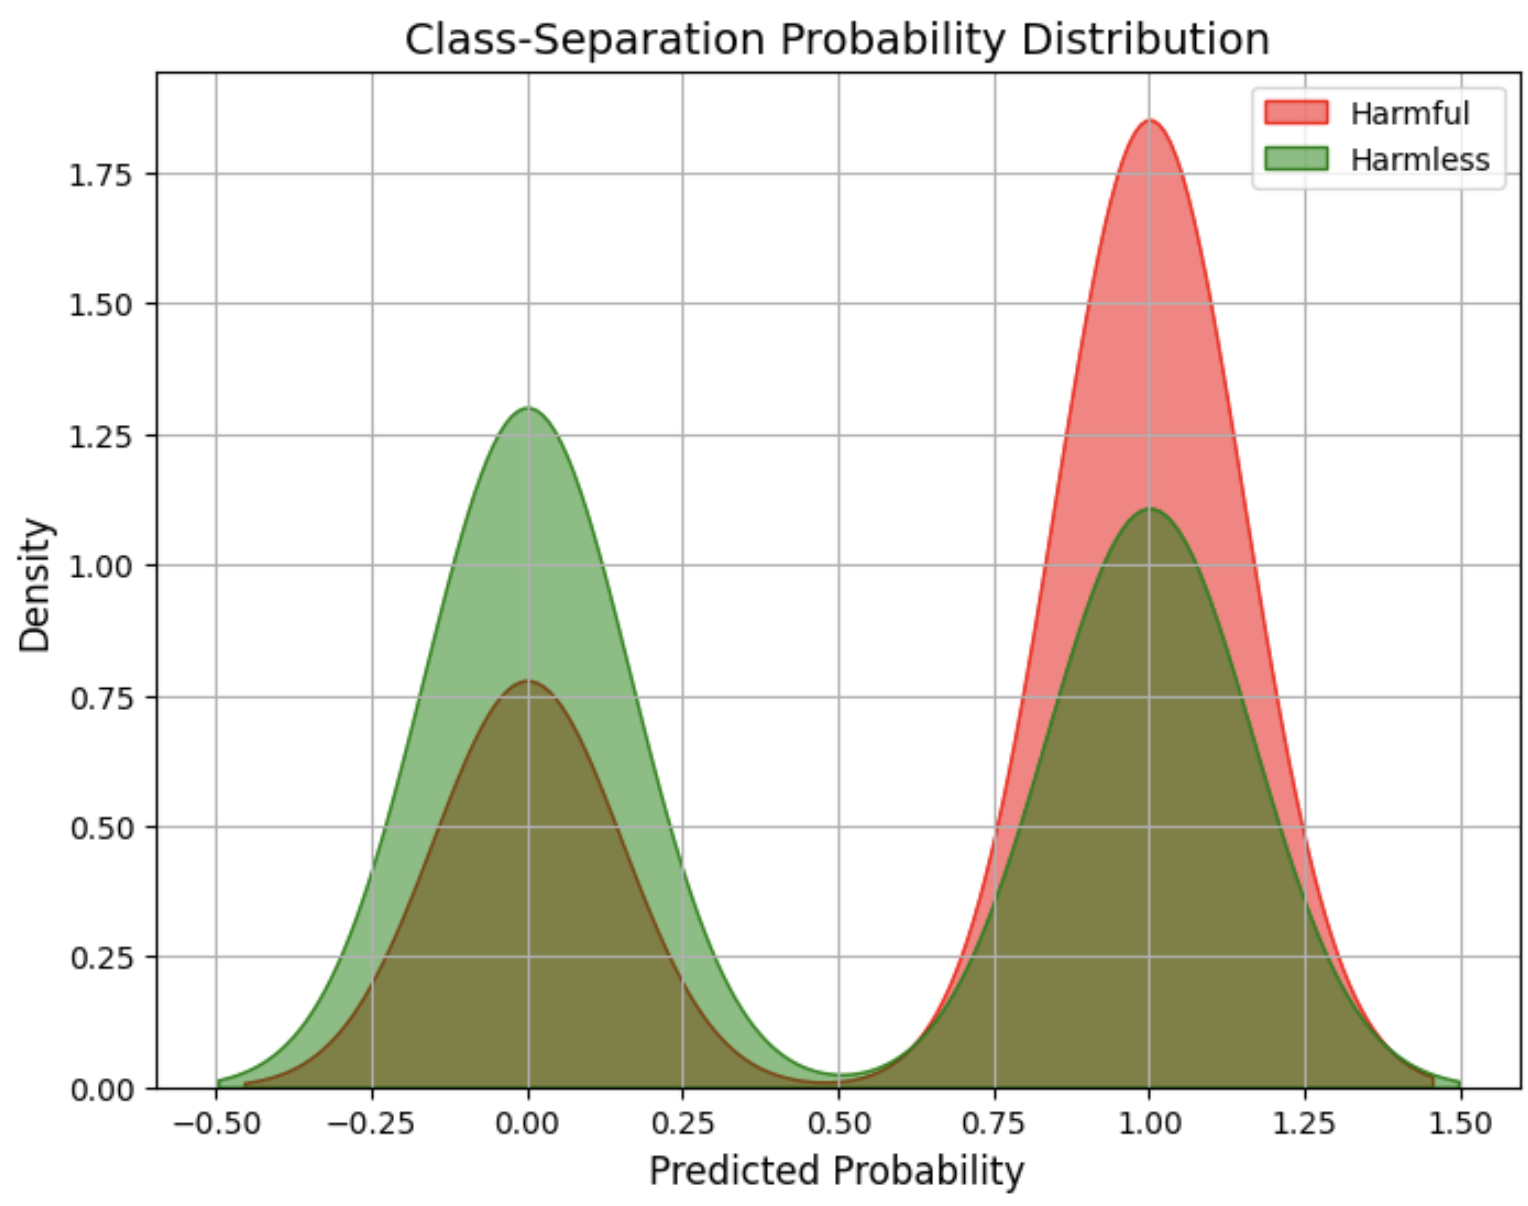 Class-Separation Probability Distribution
Harmful
Harmless
1.75
1.50
1.25
1.00
0.75
0.50
0.25
0.00
Density
−0.50 −0.25 0.00 0.25 0.50 0.75 1.00 1.25 1.50
Predicted Probability